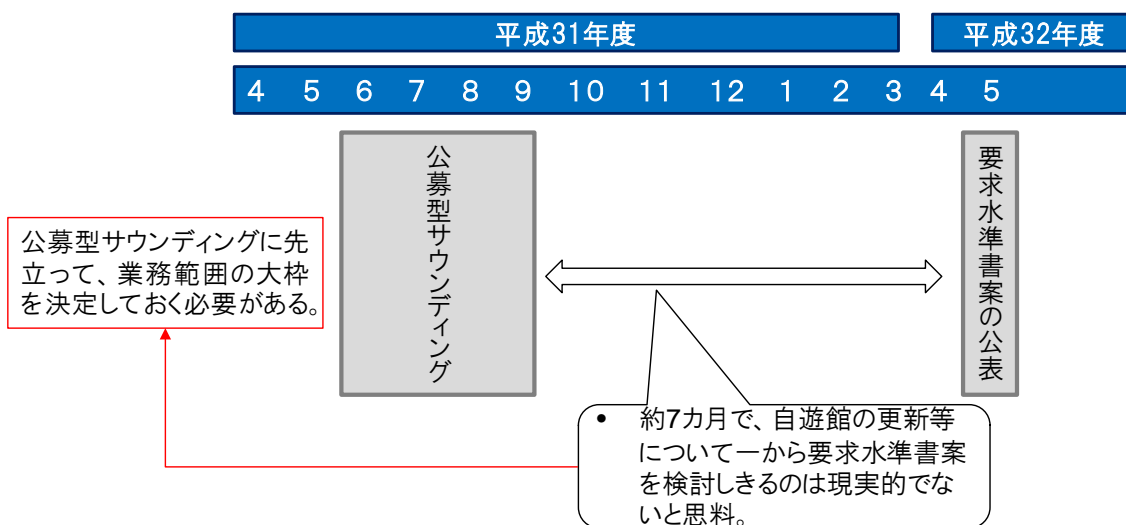 平成31年度
平成32年度
4 5 6 7 8 9 10 11 12 1 2 3 4 5
公募型サウンディング
要求水準書案の公表
公募型サウンディングに先
立って、業務範囲の大枠
を決定しておく必要がある。
• 約7カ月で、自遊館の更新等
について一から要求水準書案
を検討しきるのは現実的でな
いと思料。